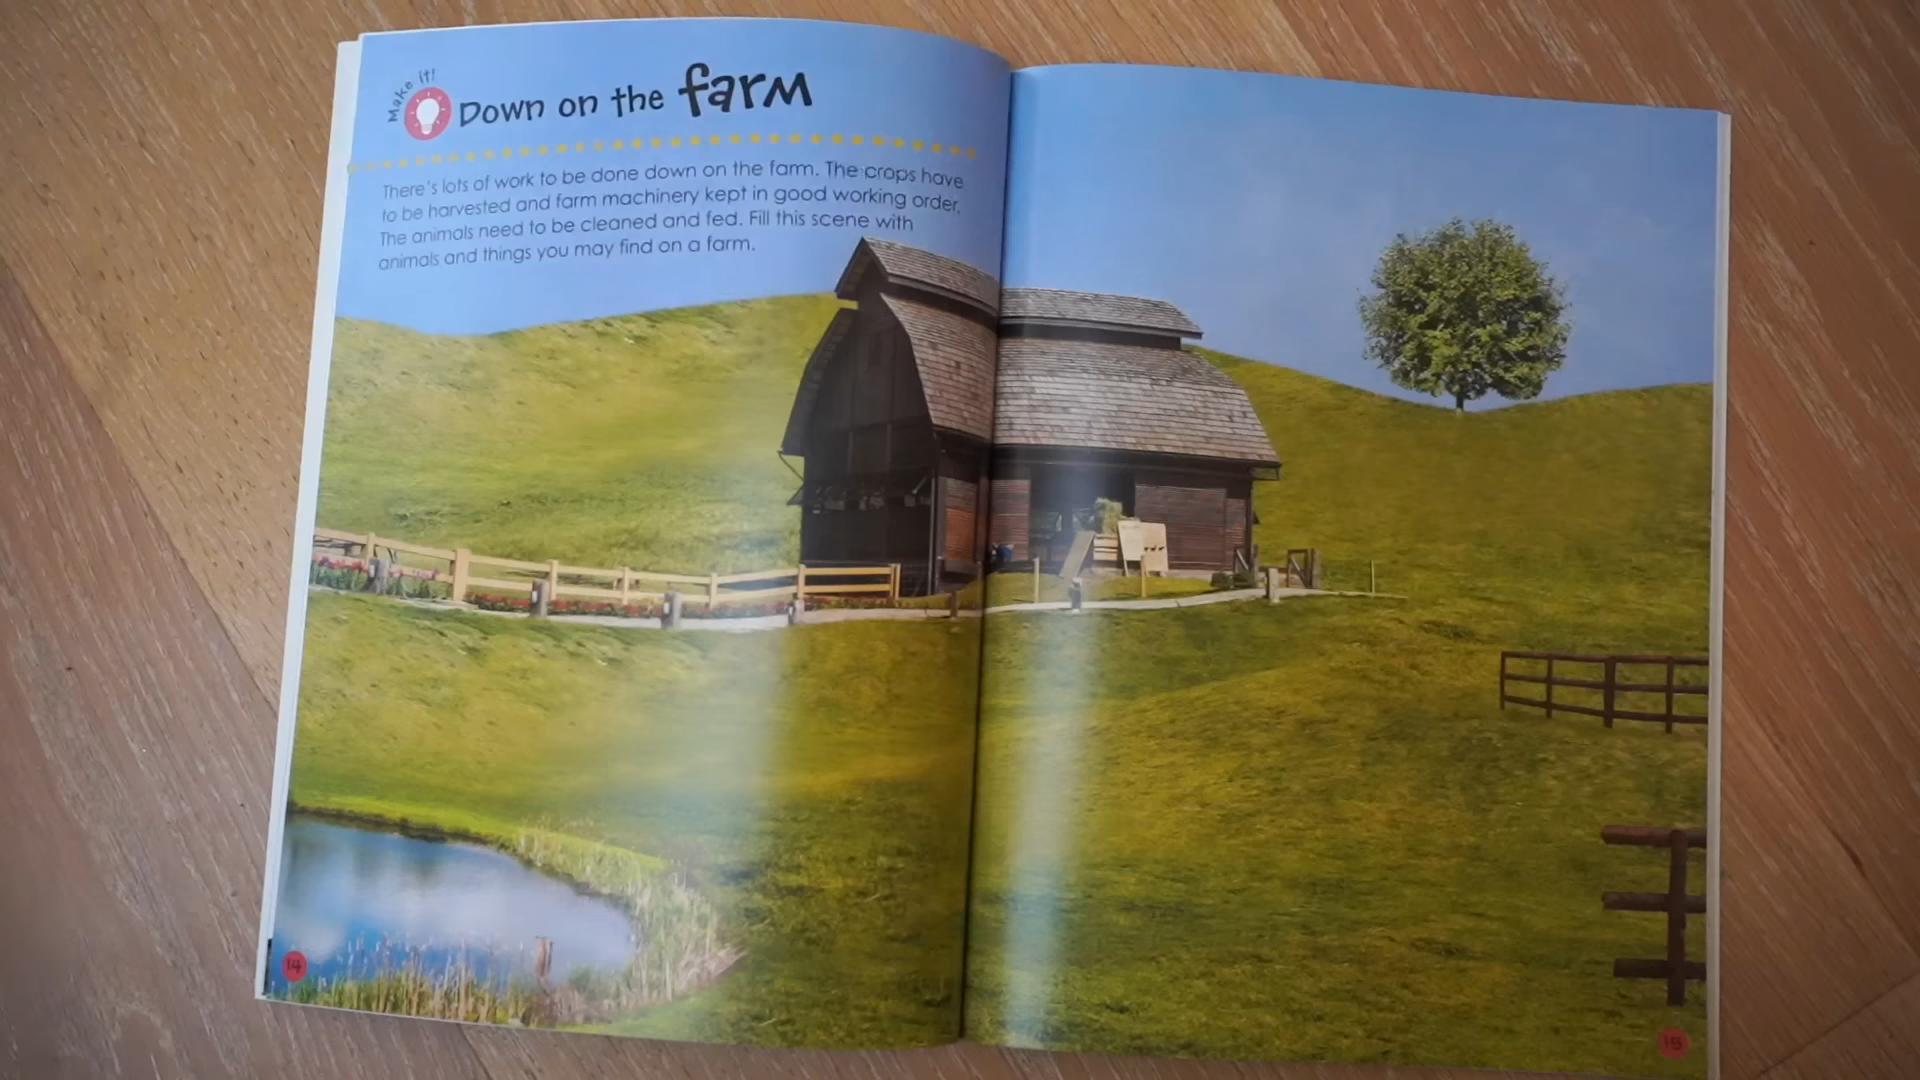 Make it!
Down on the farm
There's lots of work to be done down on the farm. The crops have
to be harvested and farm machinery kept in good working order.
The animals need to be cleaned and fed. Fill this scene with
animals and things you may find on a farm.
14
15